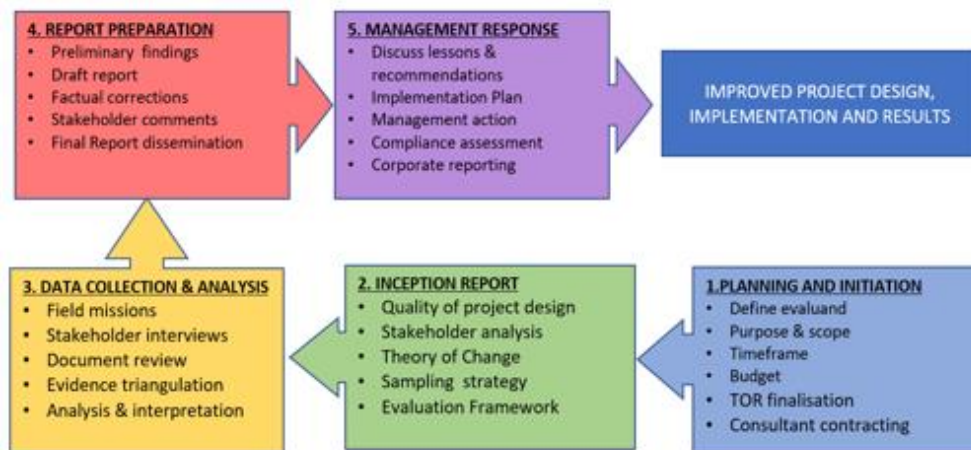 4. REPORT PREPARATION
• Preliminary findings
• Draft report
• Factual corrections
• Stakeholder comments
• Final Report dissemination
5. MANAGEMENT RESPONSE
• Discuss lessons &
recommendations
• Implementation Plan
• Management action
• Compliance assessment
• Corporate reporting
IMPROVED PROJECT DESIGN,
IMPLEMENTATION AND RESULTS
3. DATA COLLECTION & ANALYSIS
• Field missions
• Stakeholder interviews
• Document review
• Evidence triangulation
• Analysis & interpretation
2. INCEPTION REPORT
• Quality of project design
• Stakeholder analysis
• Theory of Change
• Sampling strategy
• Evaluation Framework
1.PLANNING AND INITIATION
• Define evaluand
• Purpose & scope
• Timeframe
• Budget
• TOR finalisation
• Consultant contracting